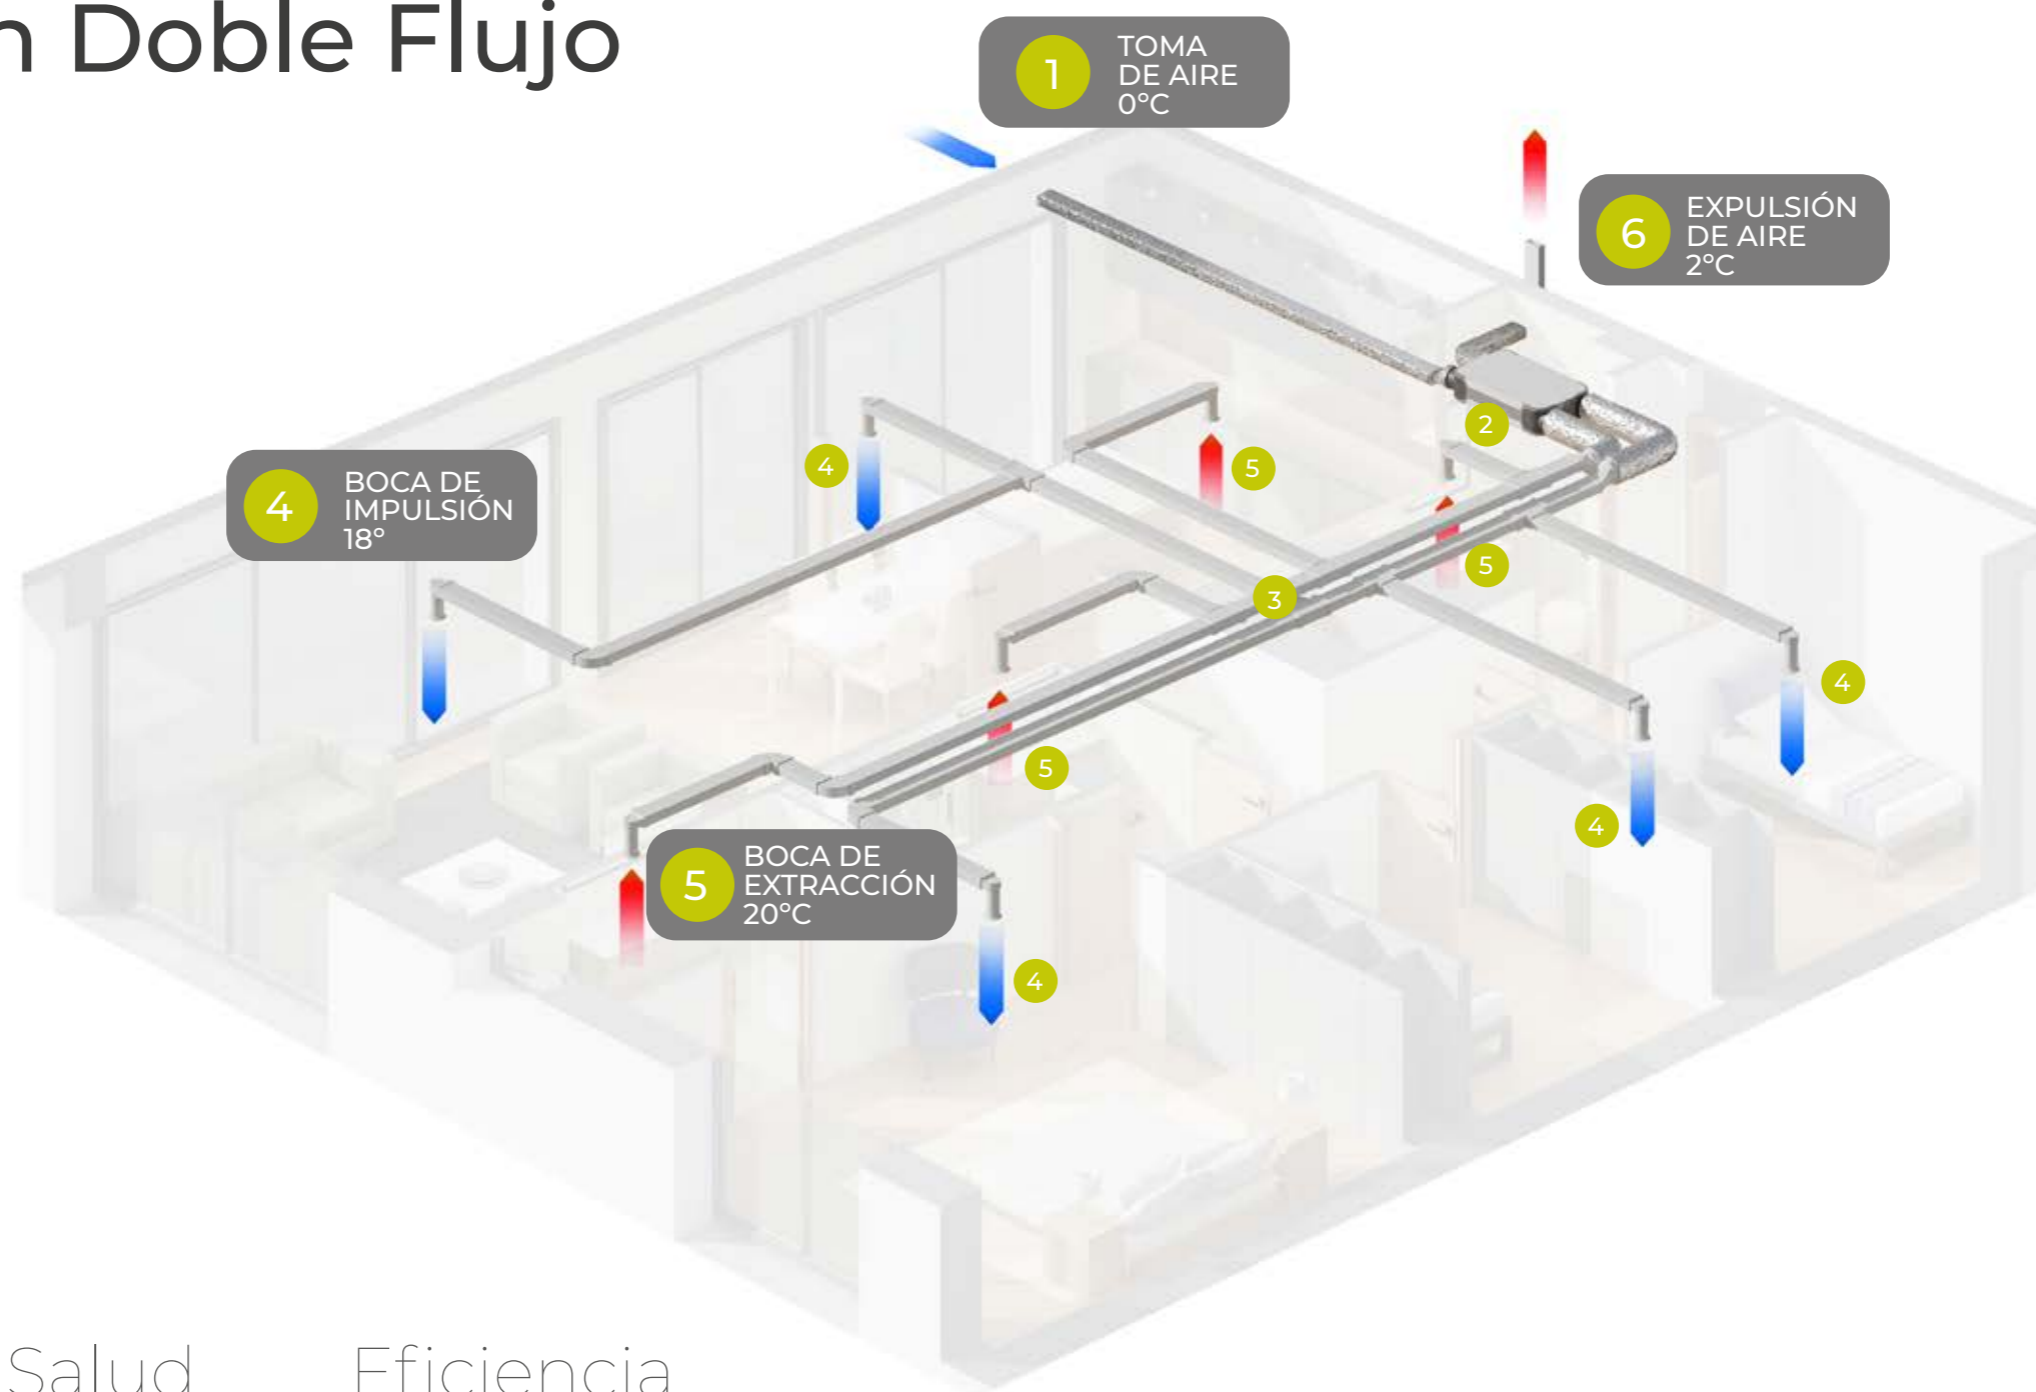 n Doble Flujo
1
TOMA
DE AIRE
0°C
6
EXPULSIÓN
DE AIRE
2°C
2
4
5
4
BOCA DE
IMPULSIÓN
18°
5
3
4
5
4
5
BOCA DE
EXTRACCIÓN
20°C
4
Salud
Eficiencia